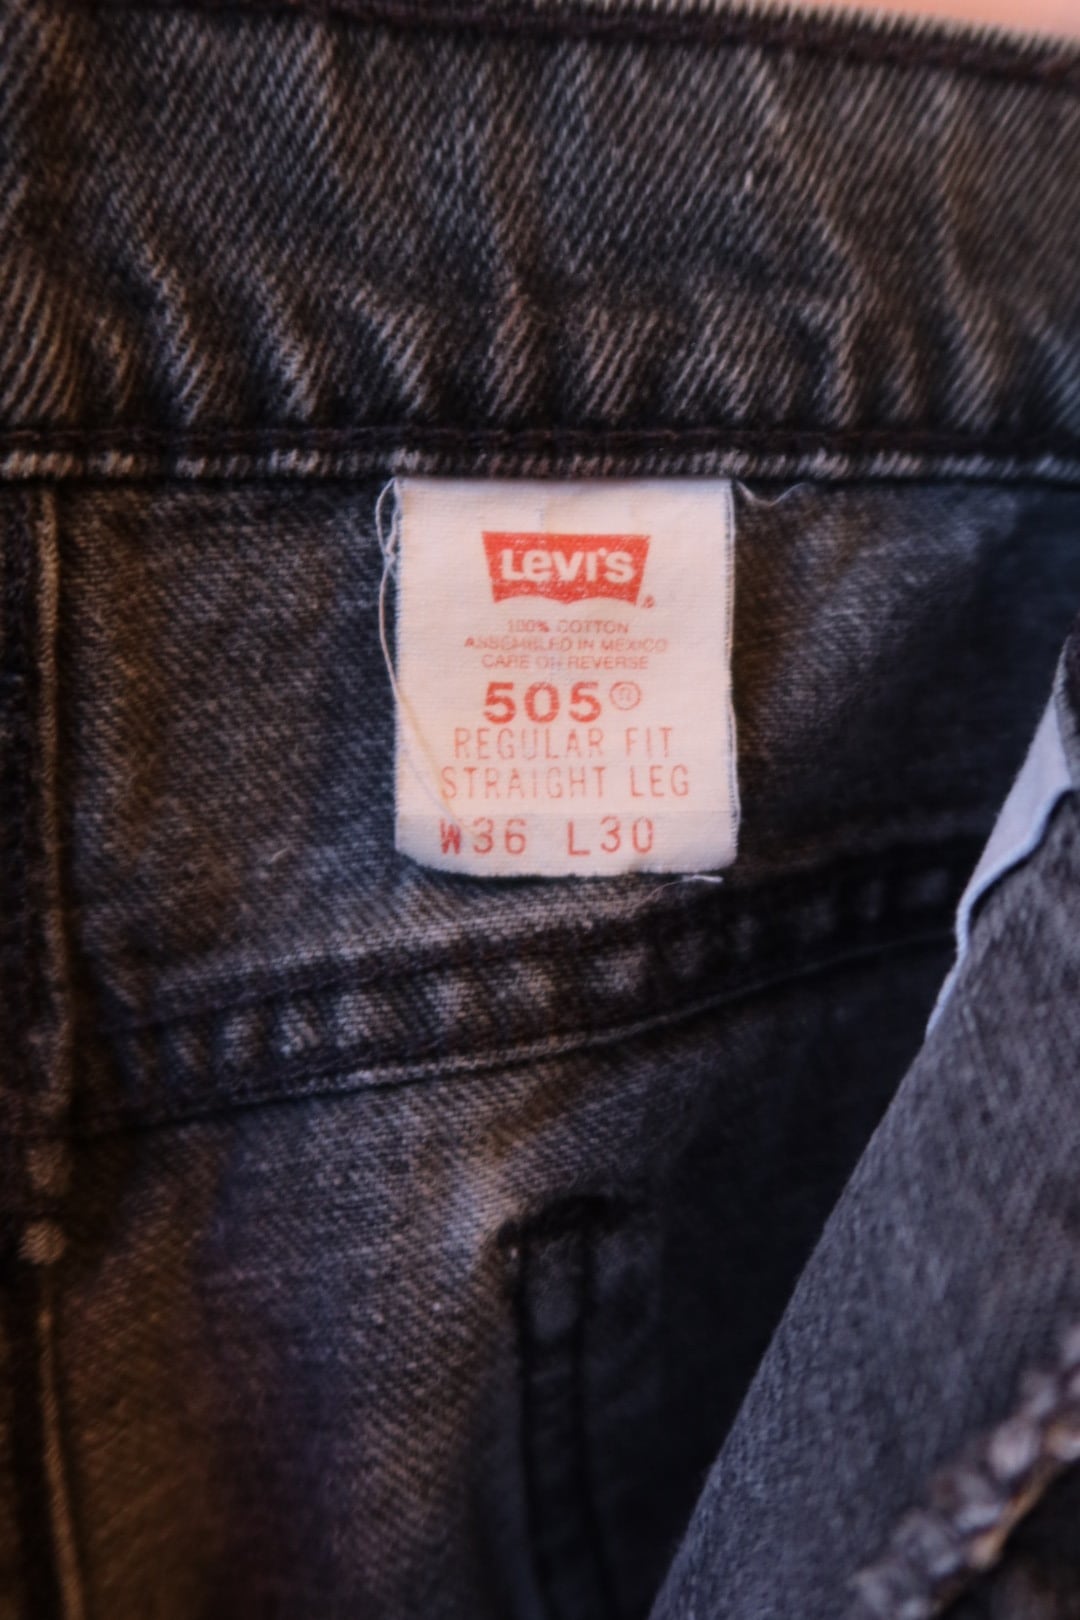 Levi's®
100% COTTON
ASSEMBLED IN MEXICO
CARE ON REVERSE
505®
REGULAR FIT
STRAIGHT LEG
W36 L30